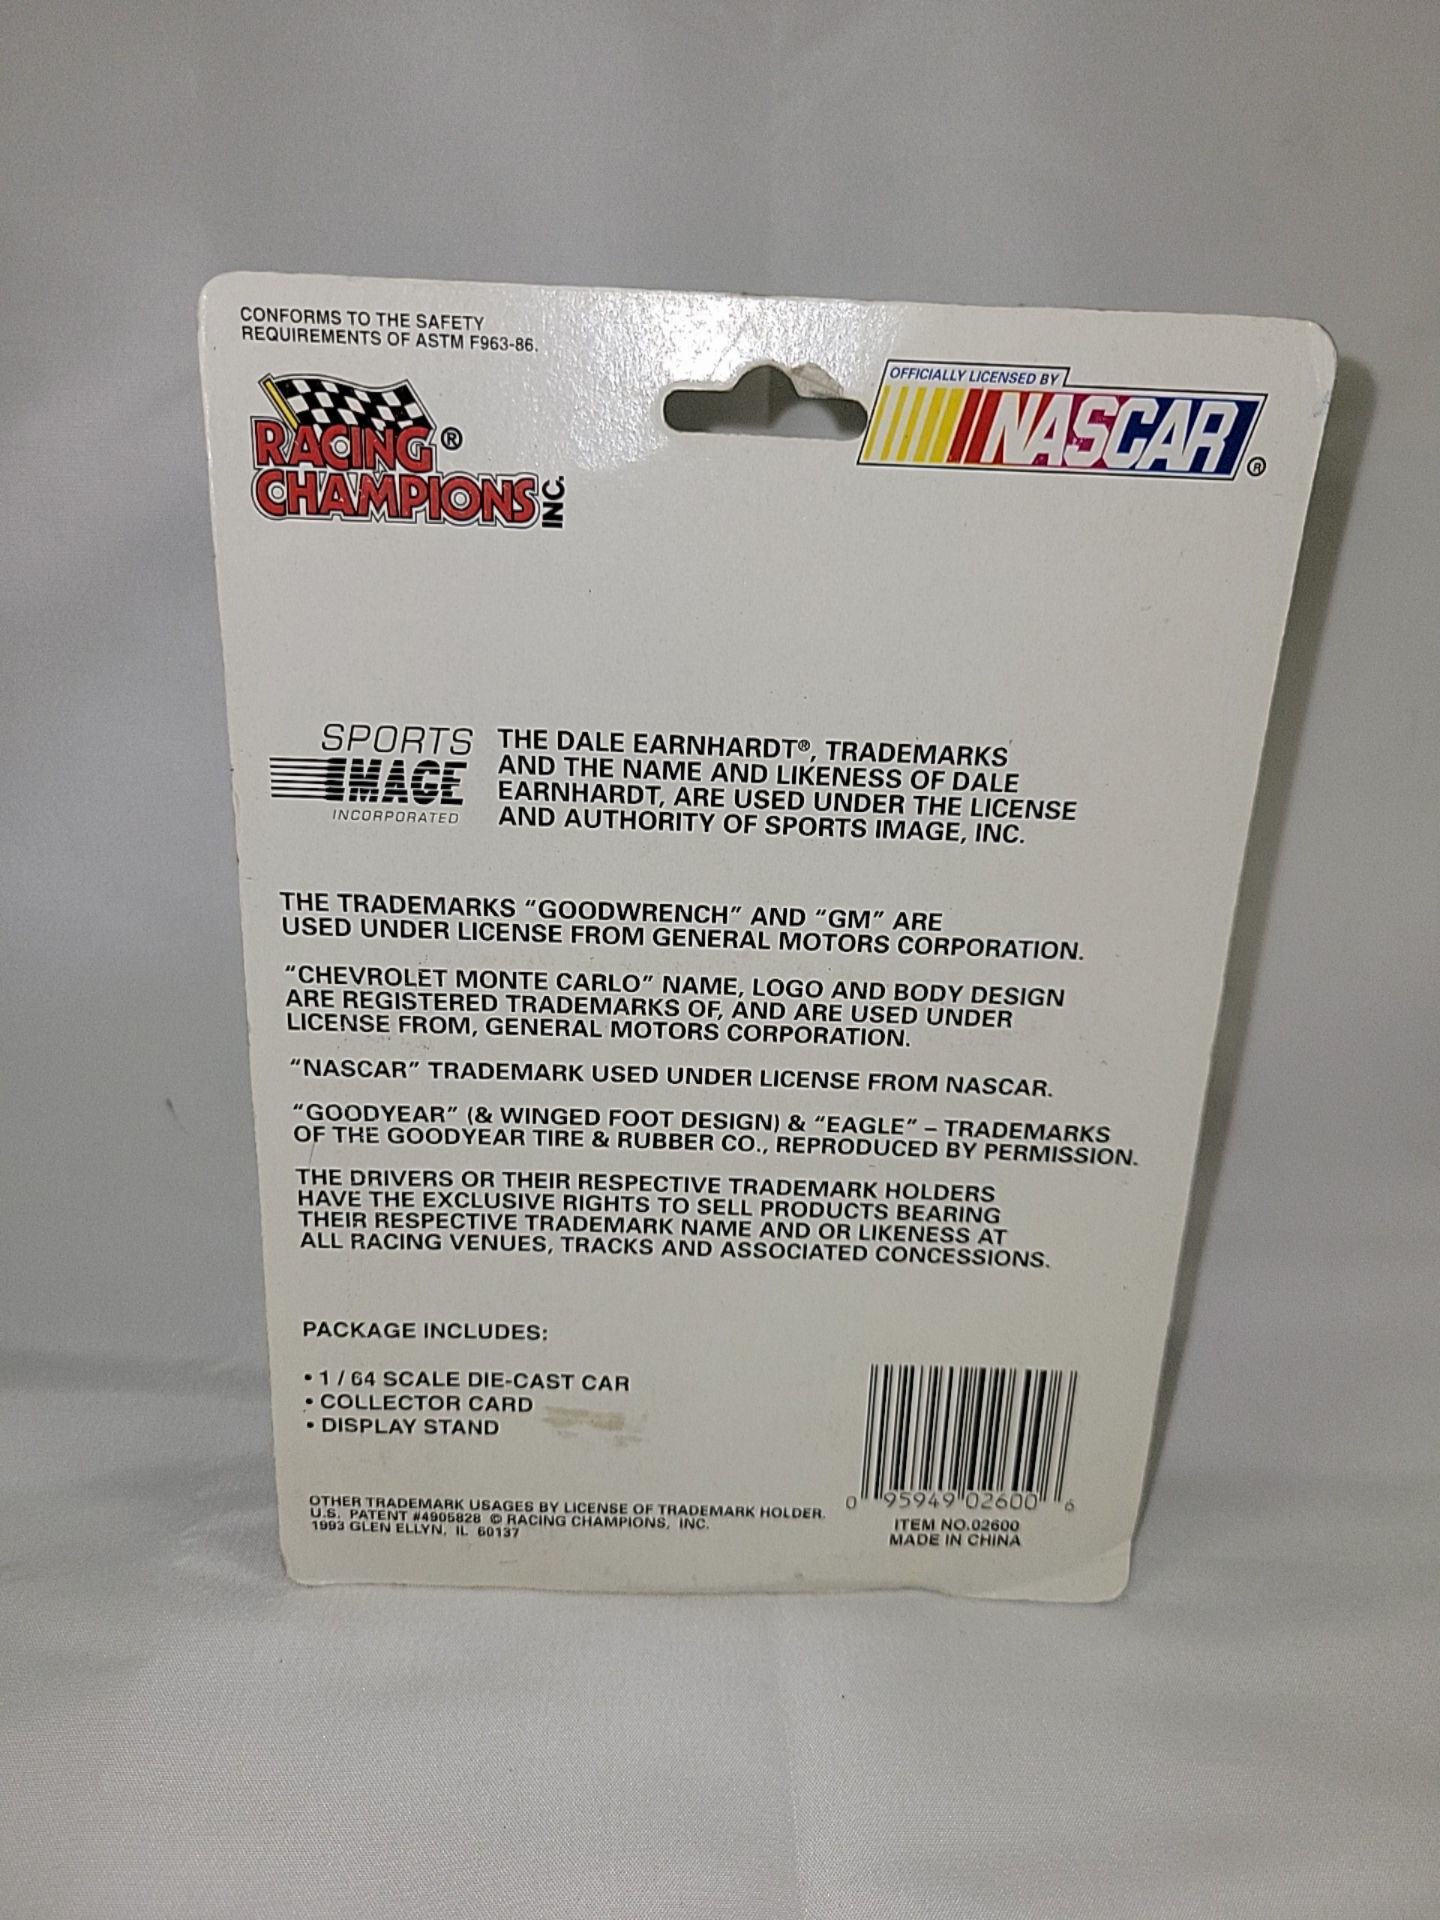 CONFORMS TO THE SAFETY
REQUIREMENTS OF ASTM F963-86.
RACING ®
CHAMPIONS INC.
OFFICIALLY LICENSED BY
NASCAR ®
SPORTS
IMAGE
INCORPORATED
THE DALE EARNHARDT®, TRADEMARKS
AND THE NAME AND LIKENESS OF DALE
EARNHARDT, ARE USED UNDER THE LICENSE
AND AUTHORITY OF SPORTS IMAGE, INC.
THE TRADEMARKS “GOODWRENCH” AND “GM” ARE
USED UNDER LICENSE FROM GENERAL MOTORS CORPORATION.
“CHEVROLET MONTE CARLO” NAME, LOGO AND BODY DESIGN
ARE REGISTERED TRADEMARKS OF, AND ARE USED UNDER
LICENSE FROM, GENERAL MOTORS CORPORATION.
“NASCAR” TRADEMARK USED UNDER LICENSE FROM NASCAR.
“GOODYEAR” (& WINGED FOOT DESIGN) & “EAGLE” – TRADEMARKS
OF THE GOODYEAR TIRE & RUBBER CO., REPRODUCED BY PERMISSION.
THE DRIVERS OR THEIR RESPECTIVE TRADEMARK HOLDERS
HAVE THE EXCLUSIVE RIGHTS TO SELL PRODUCTS BEARING
THEIR RESPECTIVE TRADEMARK NAME AND OR LIKENESS AT
ALL RACING VENUES, TRACKS AND ASSOCIATED CONCESSIONS.
PACKAGE INCLUDES:
• 1 / 64 SCALE DIE-CAST CAR
• COLLECTOR CARD
• DISPLAY STAND
OTHER TRADEMARK USAGES BY LICENSE OF TRADEMARK HOLDER.
U.S. PATENT #4905828 © RACING CHAMPIONS, INC.
1993 GLEN ELLYN, IL 60137
0 95949 02600 6
ITEM NO.02600
MADE IN CHINA